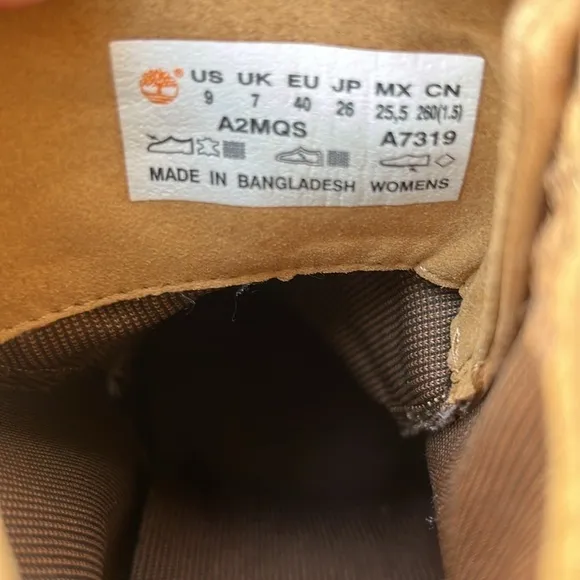 US UK EU JP MX CN
9 7 40 26 25,5 260(1.5)
A2MQS A7319
MADE IN BANGLADESH WOMENS